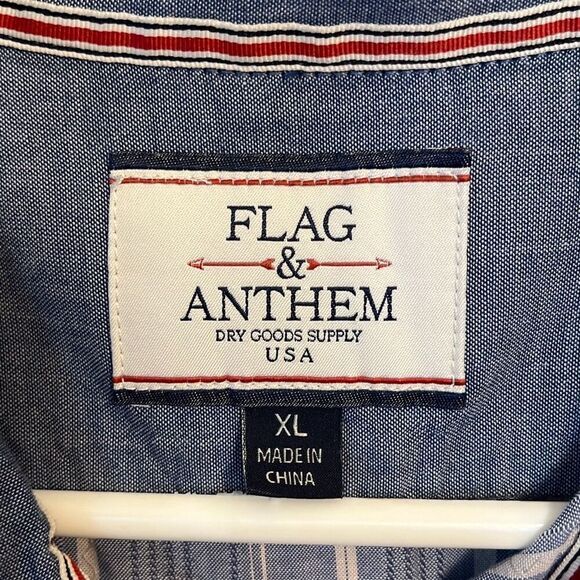 FLAG
&
ANTHEM
DRY GOODS SUPPLY
USA
XL
MADE IN
CHINA